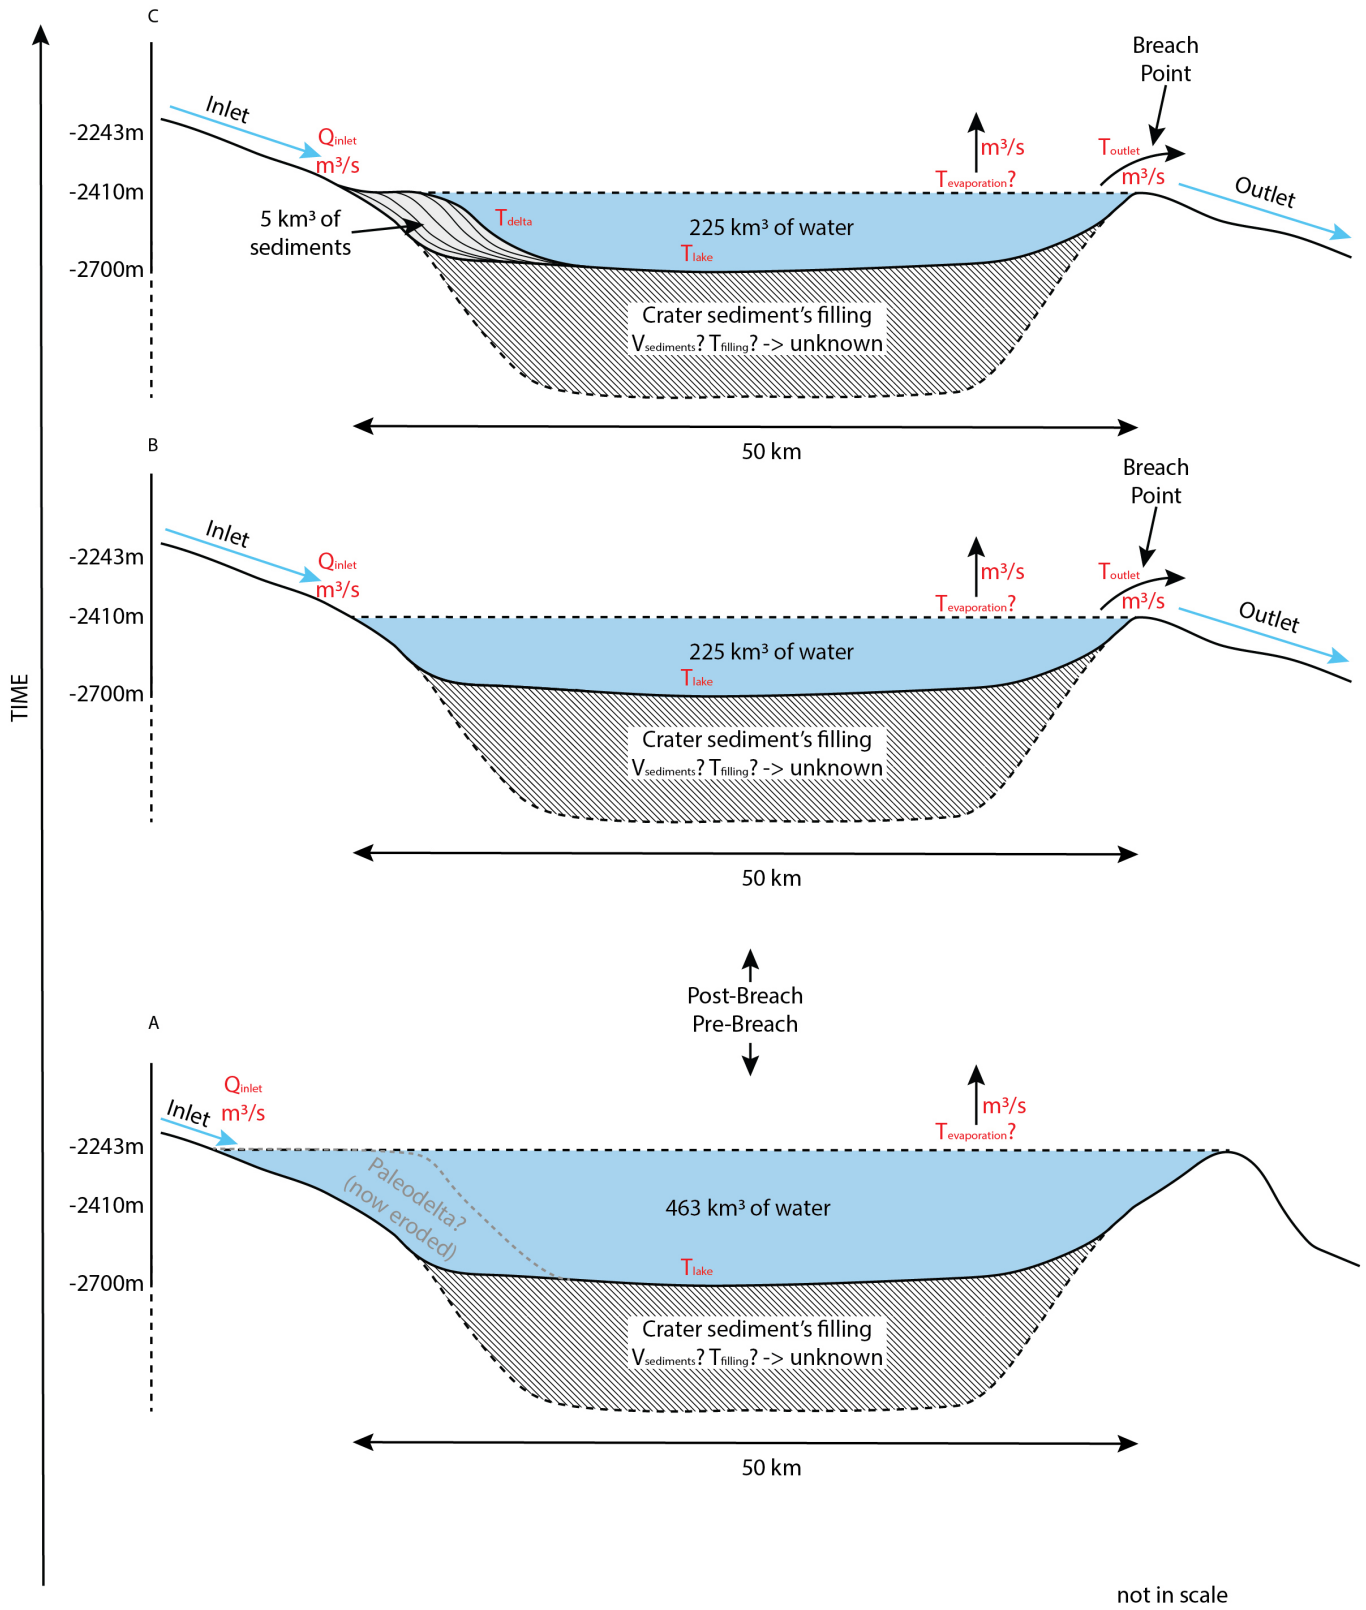 C
Breach
Point
Inlet
-2243m
Qinlet
m³/s
m³/s
Toutlet
m³/s
Tevaporation?
-2410m
Outlet
5 km³ of
sediments
Tdelta
225 km³ of water
Tlake
-2700m
Crater sediment’s filling
Vsediments? Tfilling? -> unknown
50 km
B
Breach
Point
Inlet
-2243m
Qinlet
m³/s
m³/s
Toutlet
m³/s
Tevaporation?
-2410m
Outlet
225 km³ of water
Tlake
-2700m
TIME
Crater sediment’s filling
Vsediments? Tfilling? -> unknown
50 km
Post-Breach
Pre-Breach
A
Qinlet
m³/s
Inlet
m³/s
Tevaporation?
-2243m
Paleodelta?
(now eroded)
-2410m
463 km³ of water
Tlake
-2700m
Crater sediment’s filling
Vsediments? Tfilling? -> unknown
50 km
not in scale